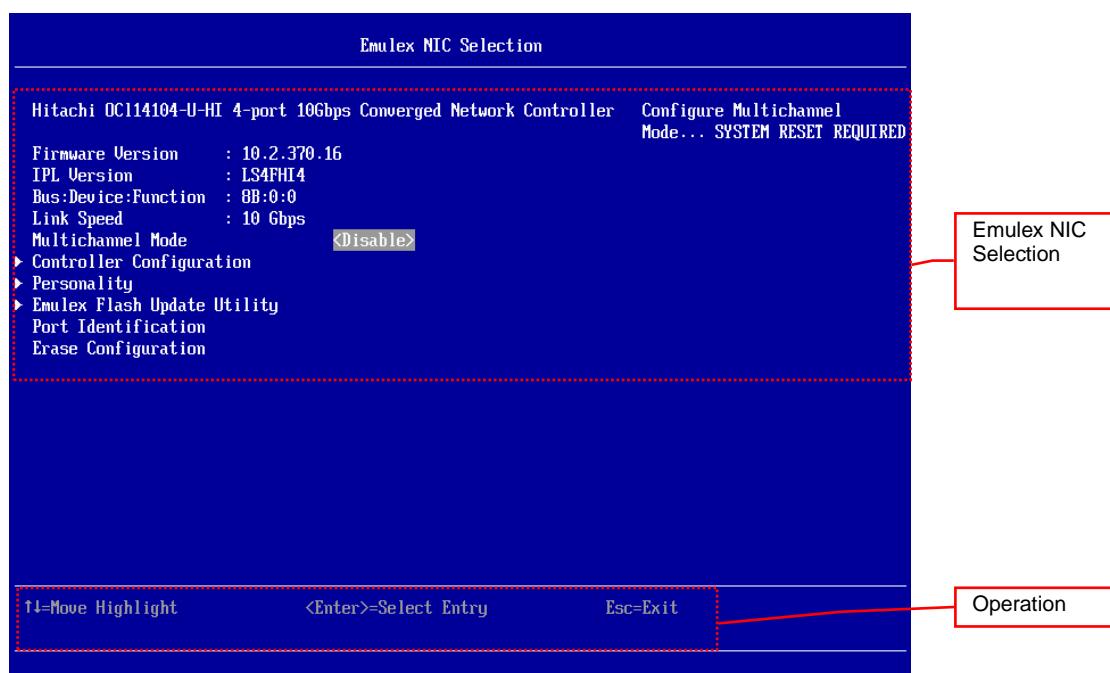 Emulex NIC Selection
Hitachi OCl14104-U-HI 4-port 10Gbps Converged Network Controller
Configure Multichannel
Mode... SYSTEM RESET REQUIRED
Firmware Version : 10.2.370.16
IPL Version : LS4FHI4
Bus:Device:Function : 8B:0:0
Link Speed : 10 Gbps
Multichannel Mode <Disable>
Controller Configuration
Personality
Emulex Flash Update Utility
Port Identification
Erase Configuration
Emulex NIC
Selection
↑↓=Move Highlight <Enter>=Select Entry Esc=Exit
Operation